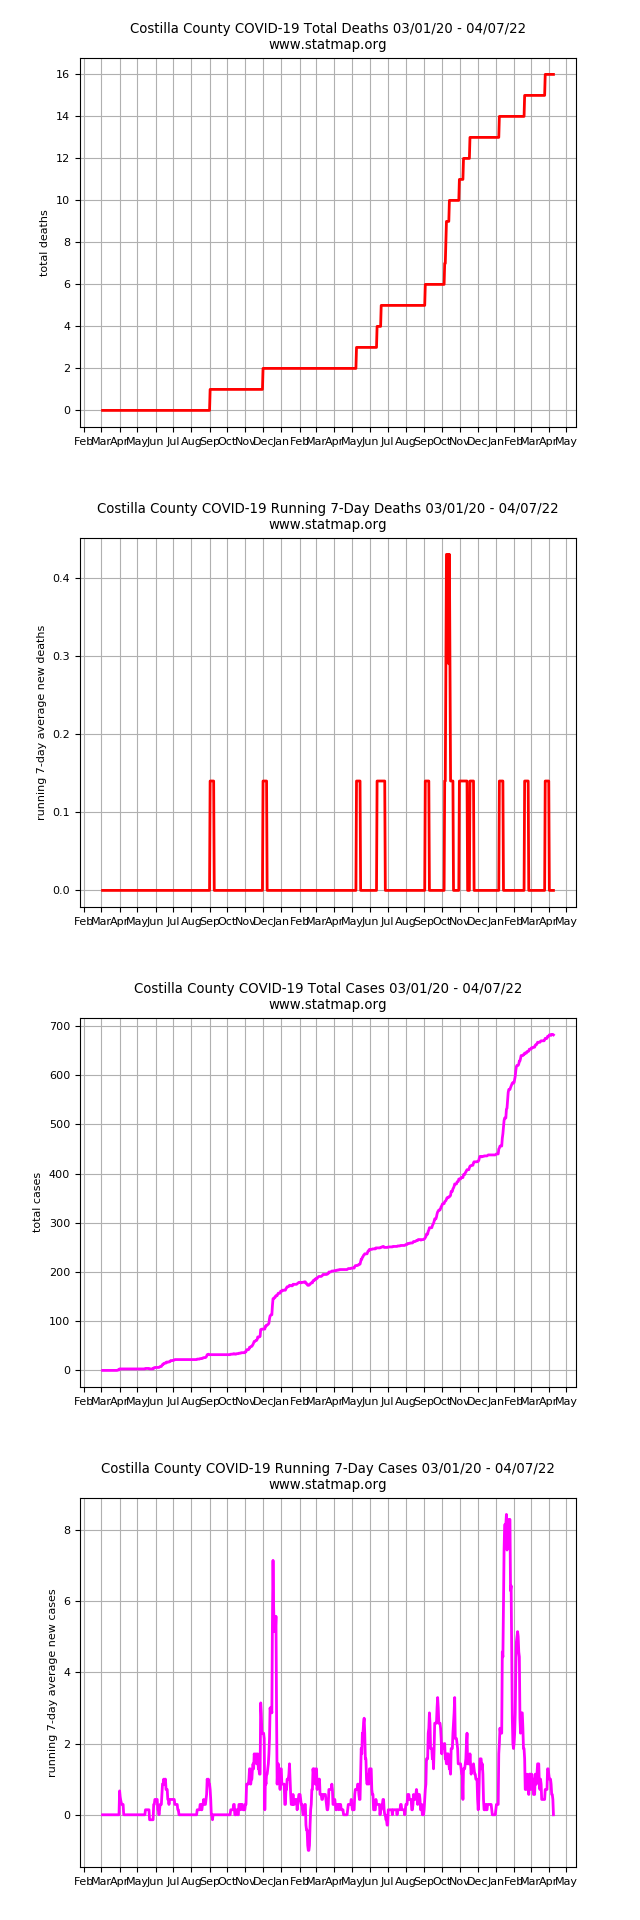 Costilla County COVID-19 Total Deaths 03/01/20 - 04/07/22
www.statmap.org
16
14
12
10
8
6
4
2
0
total deaths
Feb Mar Apr May Jun Jul Aug Sep Oct Nov Dec Jan Feb Mar Apr May Jun Jul Aug Sep Oct Nov Dec Jan Feb Mar Apr May
Costilla County COVID-19 Running 7-Day Deaths 03/01/20 - 04/07/22
www.statmap.org
0.4
0.3
0.2
0.1
0.0
running 7-day average new deaths
Feb Mar Apr May Jun Jul Aug Sep Oct Nov Dec Jan Feb Mar Apr May Jun Jul Aug Sep Oct Nov Dec Jan Feb Mar Apr May
Costilla County COVID-19 Total Cases 03/01/20 - 04/07/22
www.statmap.org
700
600
500
400
300
200
100
0
total cases
Feb Mar Apr May Jun Jul Aug Sep Oct Nov Dec Jan Feb Mar Apr May Jun Jul Aug Sep Oct Nov Dec Jan Feb Mar Apr May
Costilla County COVID-19 Running 7-Day Cases 03/01/20 - 04/07/22
www.statmap.org
8
6
4
2
0
running 7-day average new cases
Feb Mar Apr May Jun Jul Aug Sep Oct Nov Dec Jan Feb Mar Apr May Jun Jul Aug Sep Oct Nov Dec Jan Feb Mar Apr May